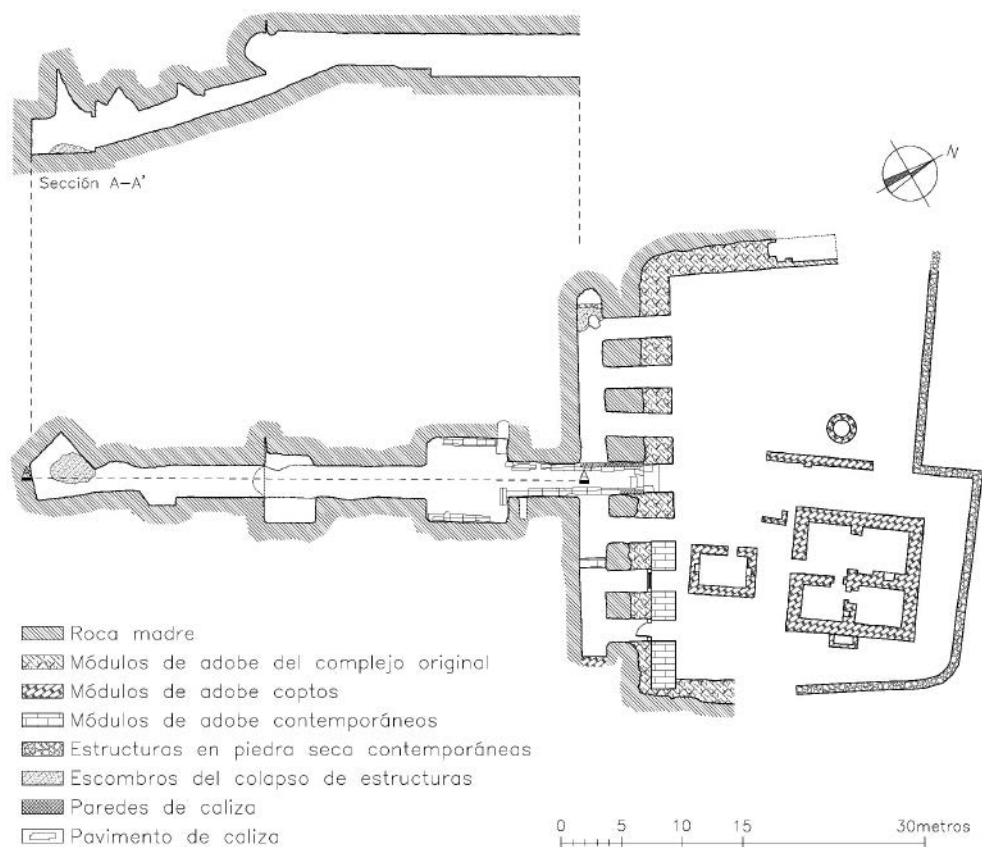 Sección A-A'
N
Roca madre
Módulos de adobe del complejo original
Módulos de adobe coptos
Módulos de adobe contemporáneos
Estructuras en piedra seca contemporáneas
Escombros del colapso de estructuras
Paredes de caliza
Pavimento de caliza
0 5 10 15 30metros